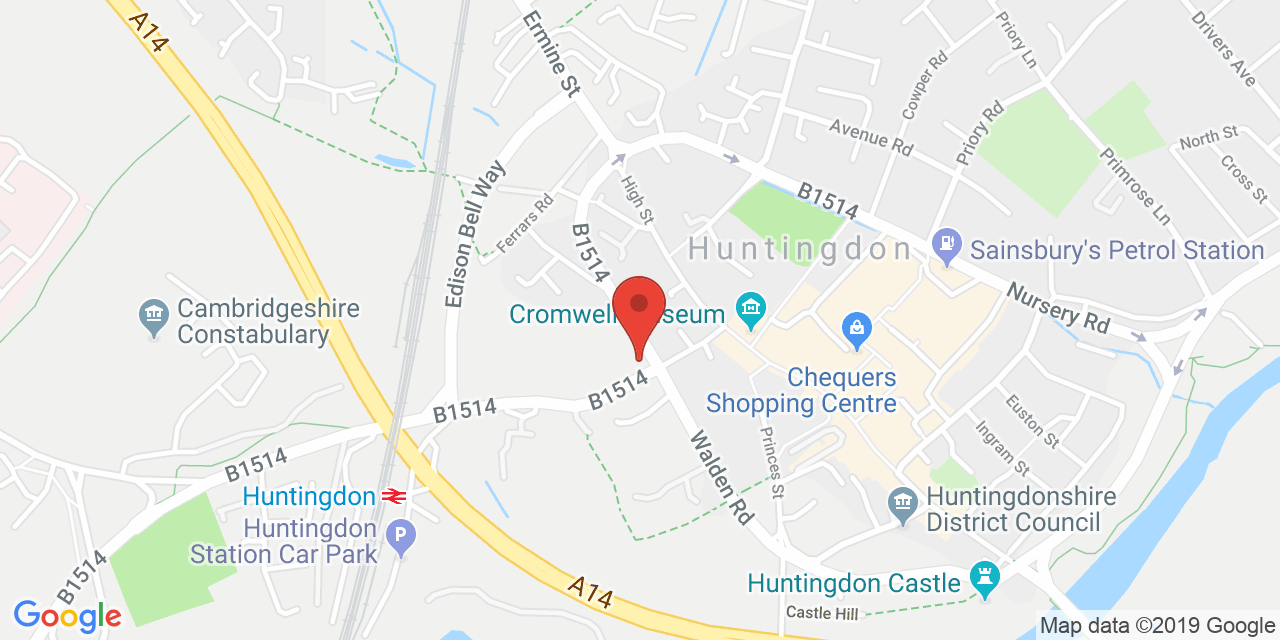 A14
Ermine St
Priory Ln
Drivers Ave
Cowper Rd
Avenue Rd
Priory Rd
North St
Cross St
Primrose Ln
Edison Bell Way
High St
B1514
Ferrars Rd
B1514
Huntingdon
Sainsbury's Petrol Station
Nursery Rd
Cambridgeshire
Constabulary
Cromwell Museum
Chequers
Shopping Centre
B1514
B1514
Euston St
Ingram St
Princes St
Walden Rd
B1514
Huntingdon
Huntingdon
Station Car Park
P
Huntingdonshire
District Council
B1514
A14
Huntingdon Castle
Castle Hill
Google
Map data ©2019 Google